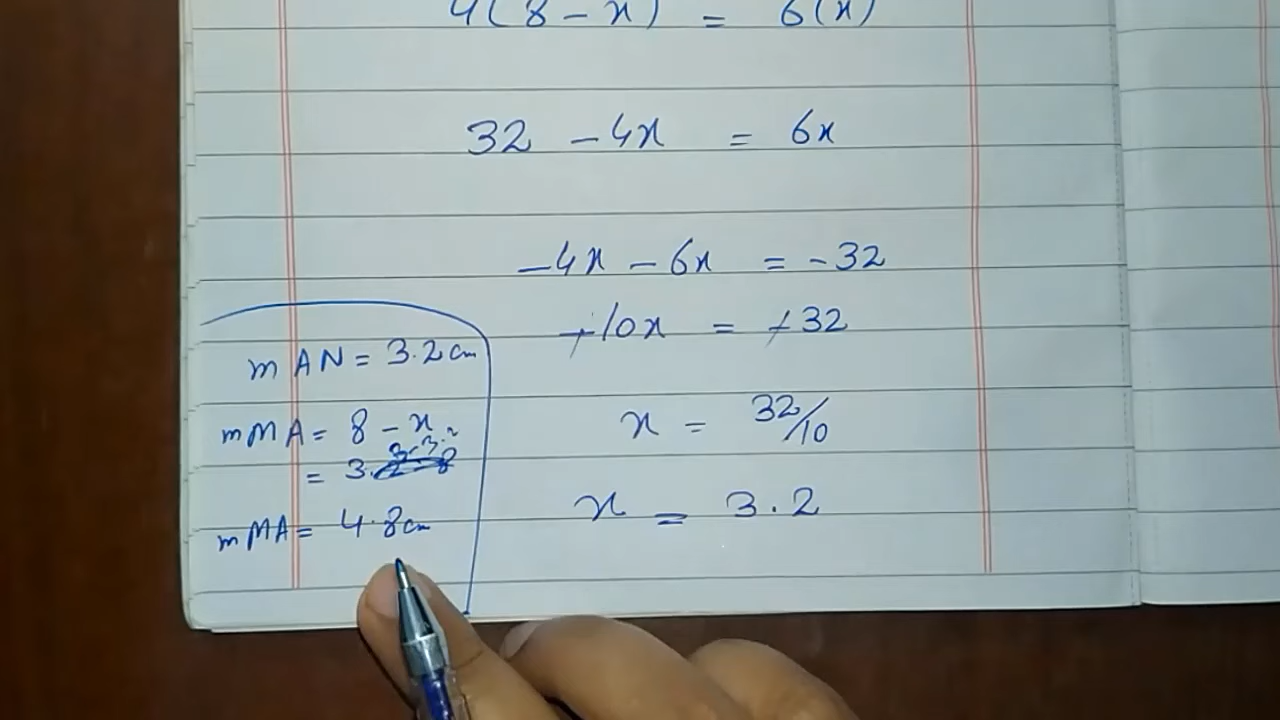 4(8 - x) = 6(x)
32 - 4x = 6x
-4x - 6x = -32
-10x = -32
x = 32/10
x = 3.2
mAN = 3.2cm
mMA = 8 - x
= 3.
mMA = 4.8cm